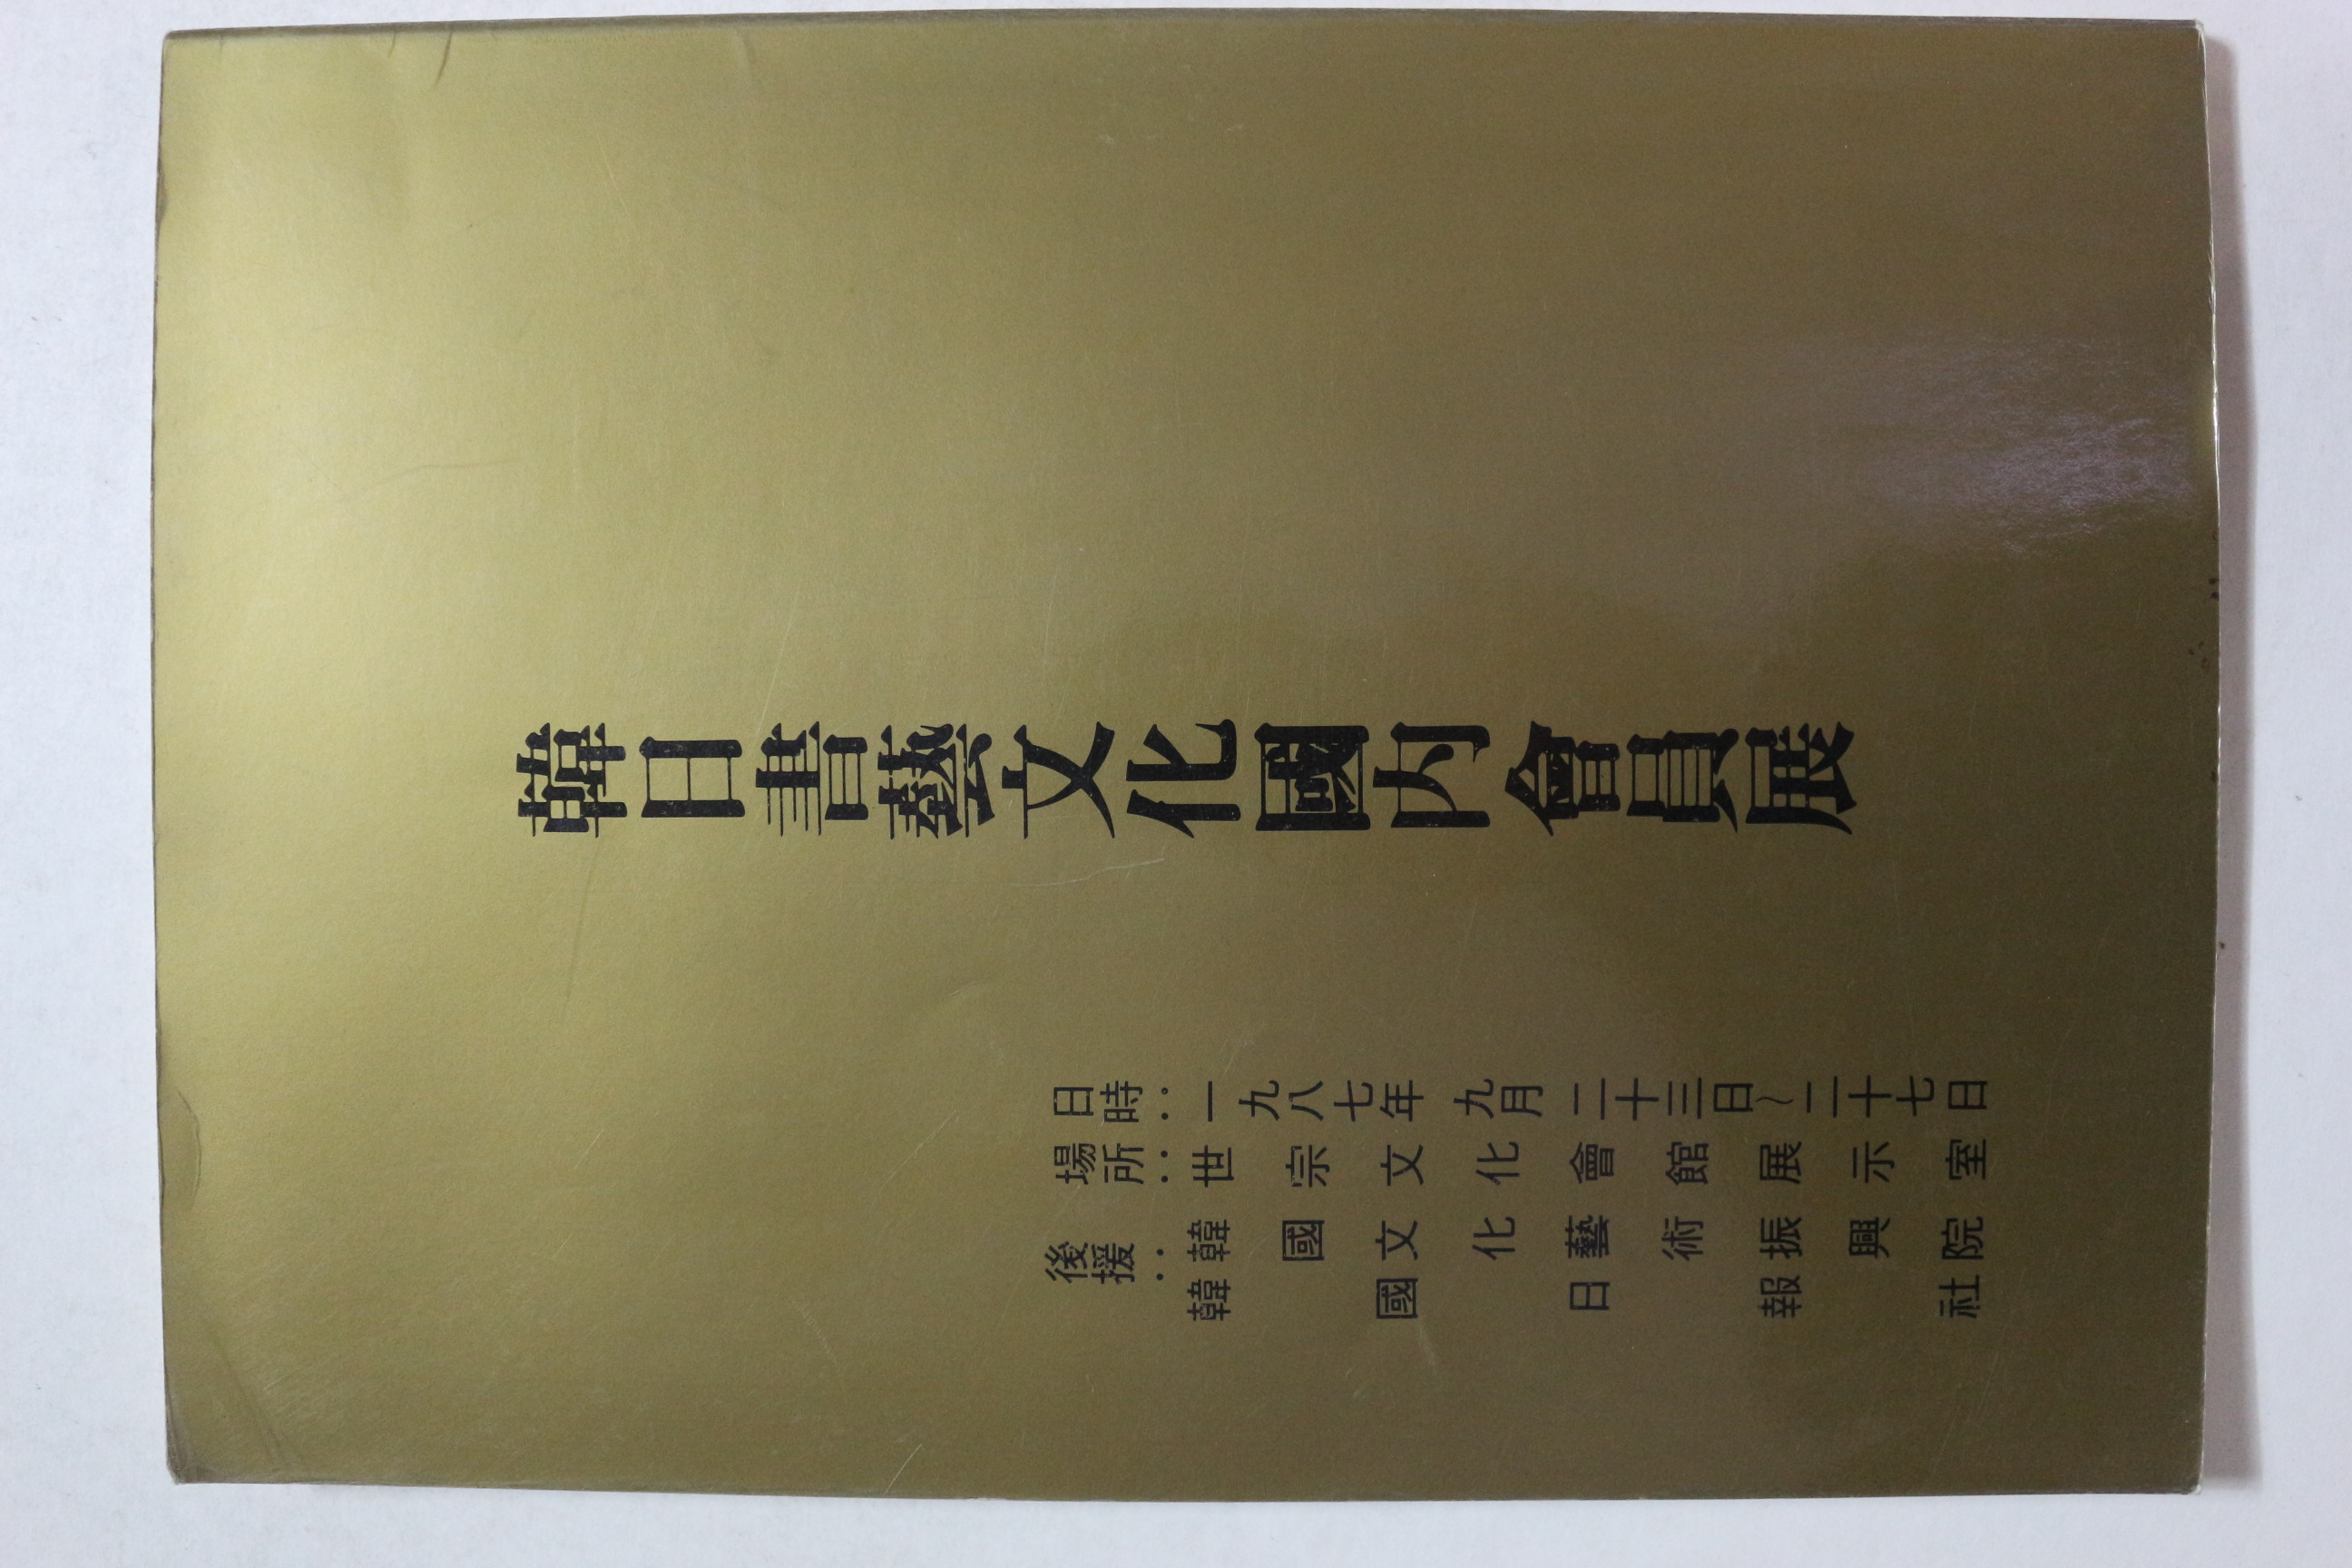 韓日書藝文化國內會員展
日時：一九八七年 九月 二十三日～二十七日
場所：世宗文化會館展示室
後援：韓國文化藝術振興院
韓國日報社